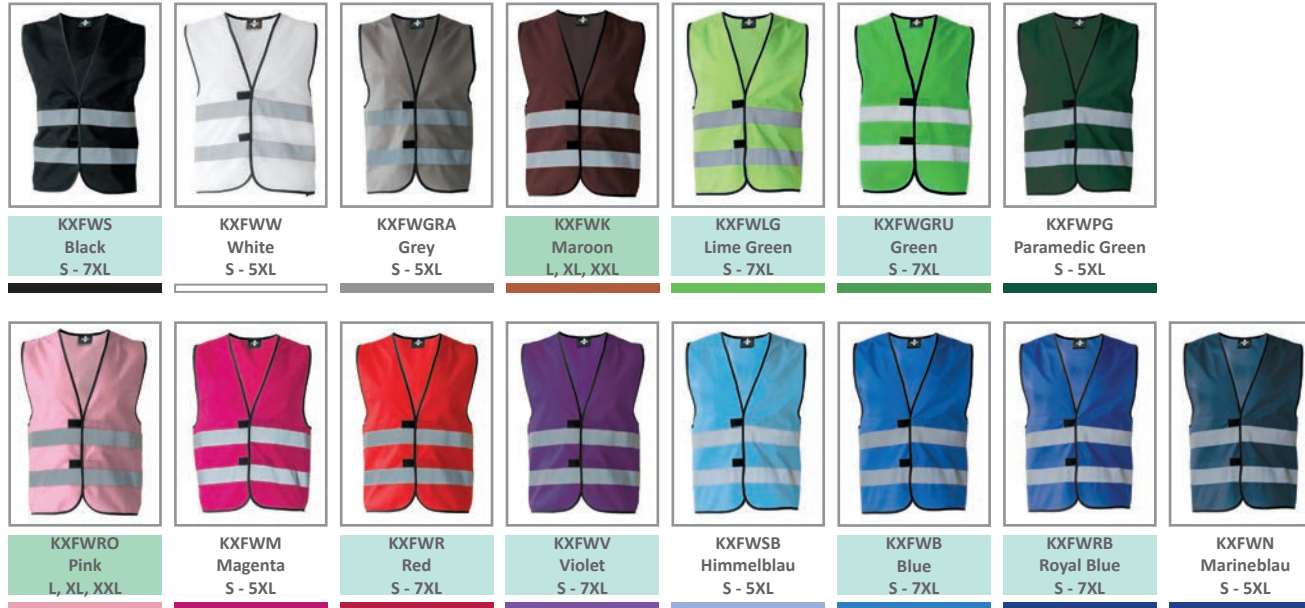 KXFWS
Black
S - 7XL
KXFWW
White
S - 5XL
KXFWGRA
Grey
S - 5XL
KXFWK
Maroon
L, XL, XXL
KXFWLG
Lime Green
S - 7XL
KXFWGRU
Green
S - 7XL
KXFWPG
Paramedic Green
S - 5XL
KXFWRO
Pink
L, XL, XXL
KXFWM
Magenta
S - 5XL
KXFWR
Red
S - 7XL
KXFWV
Violet
S - 7XL
KXFWSB
Himmelblau
S - 5XL
KXFWB
Blue
S - 7XL
KXFWRB
Royal Blue
S - 7XL
KXFWN
Marineblau
S - 5XL